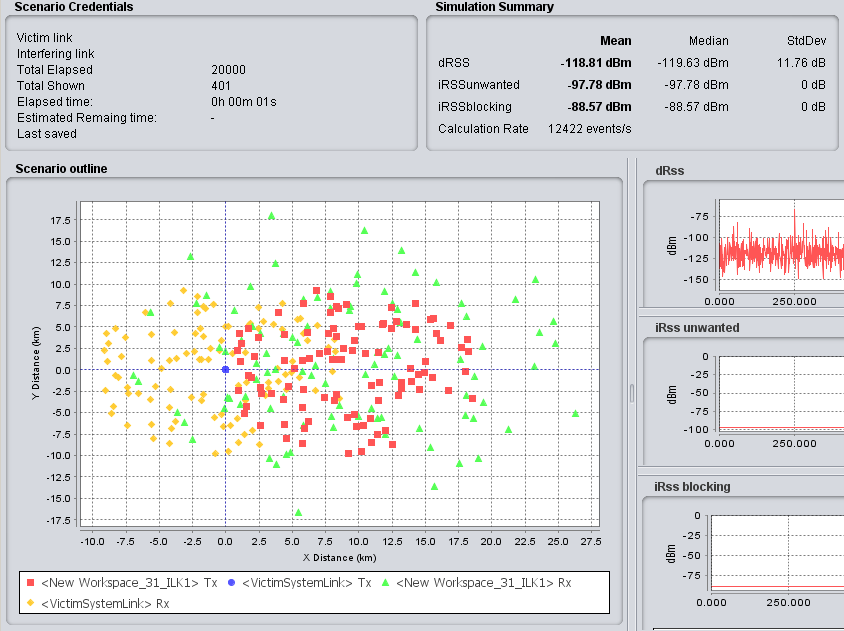 Scenario Credentials
Victim link
Interfering link
Total Elapsed 20000
Total Shown 401
Elapsed time: 0h 00m 01s
Estimated Remaing time: -
Last saved
Simulation Summary
Mean Median StdDev
dRSS -118.81 dBm -119.63 dBm 11.76 dB
iRSSunwanted -97.78 dBm -97.78 dBm 0 dB
iRSSblocking -88.57 dBm -88.57 dBm 0 dB
Calculation Rate 12422 events/s
Scenario outline
17.5
15.0
12.5
10.0
7.5
5.0
2.5
0.0
-2.5
-5.0
-7.5
-10.0
-12.5
-15.0
-17.5
Y Distance (km)
-10.0 -7.5 -5.0 -2.5 0.0 2.5 5.0 7.5 10.0 12.5 15.0 17.5 20.0 22.5 25.0 27.5
X Distance (km)
<New Workspace_31_ILK1> Tx <VictimSystemLink> Tx <New Workspace_31_ILK1> Rx
<VictimSystemLink> Rx
dRss
-75
-100
-125
-150
dBm
0.000 250.000
iRss unwanted
0
-25
-50
-75
-100
dBm
0.000 250.000
iRss blocking
0
-25
-50
-75
dBm
0.000 250.000